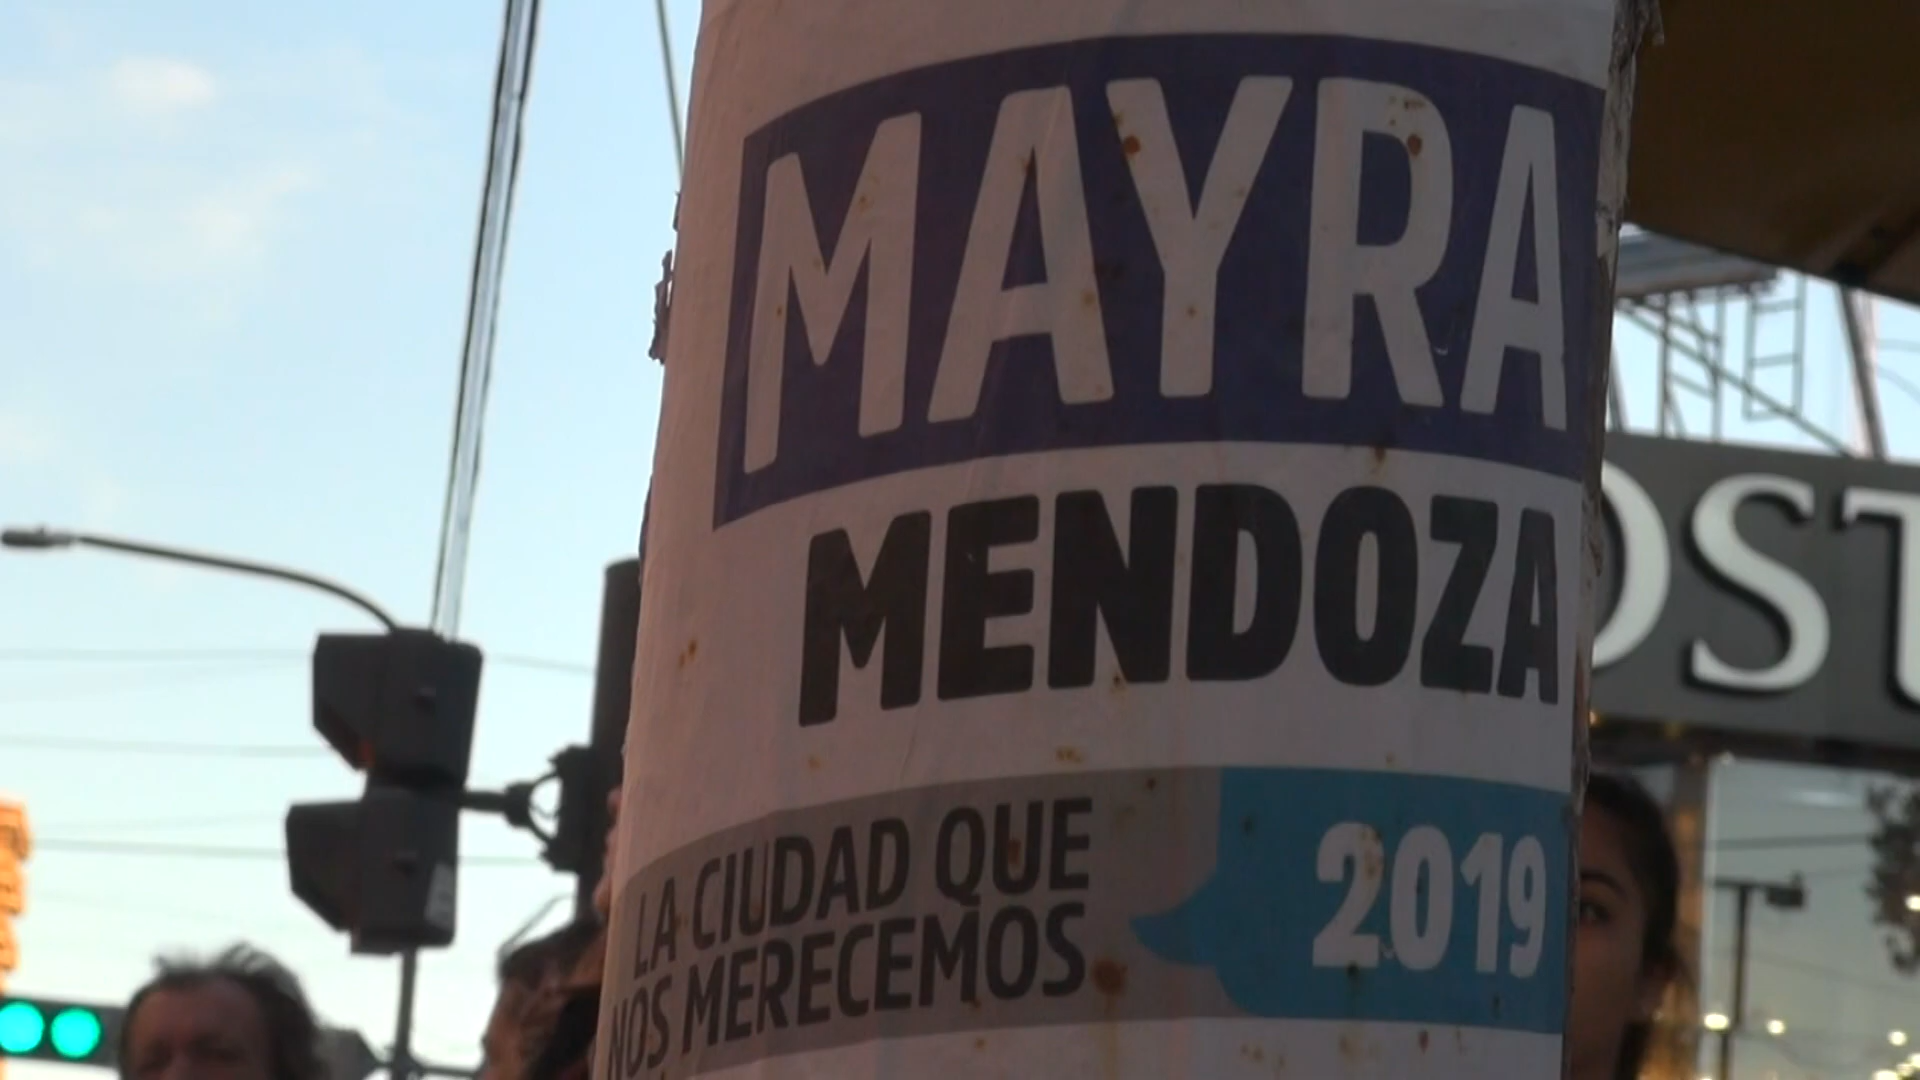 MAYRA
MENDOZA
LA CIUDAD QUE
NOS MERECEMOS
2019
OST